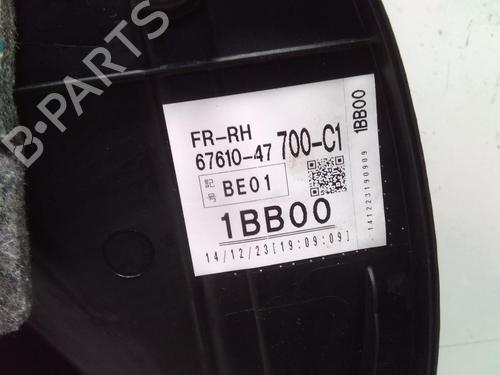 B-PARTS
FR-RH
67610-47 700-C1
記号 BE01
1BB00
14/12/23[19:09:09]
1BB00
141223190909